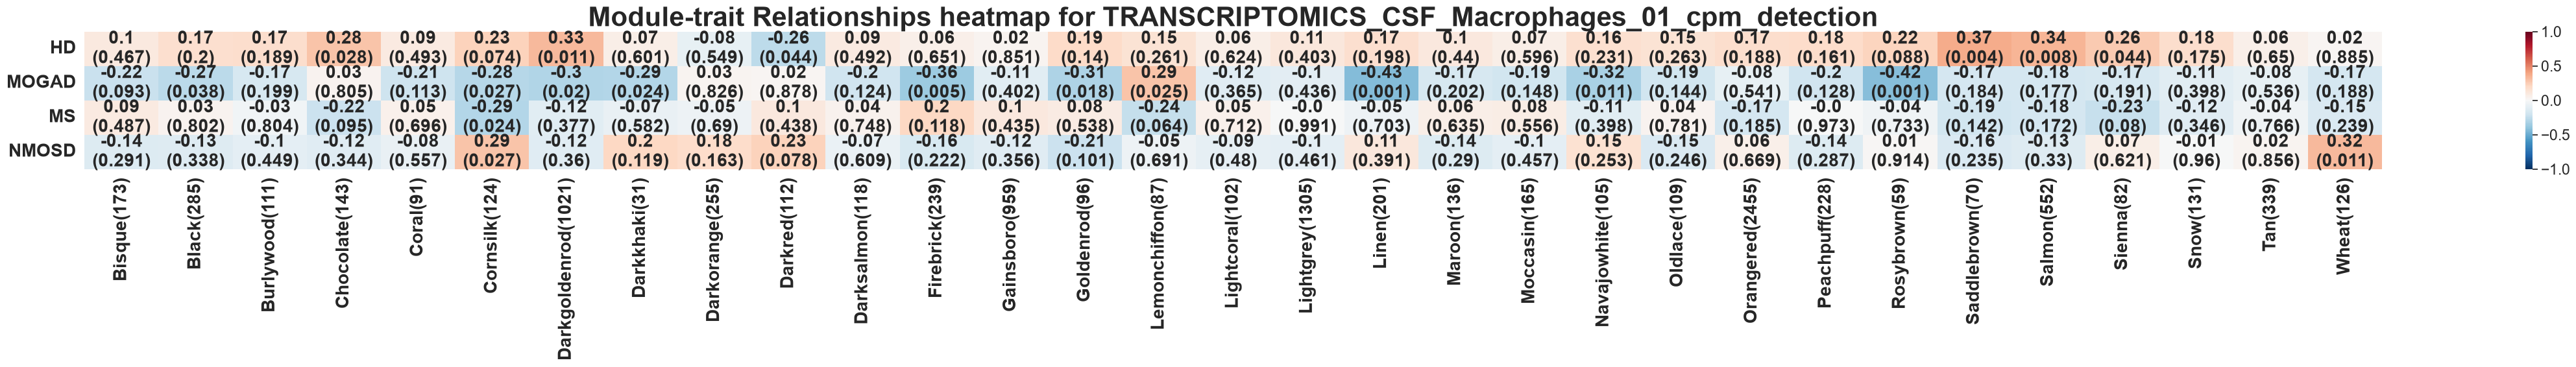 Module-trait Relationships heatmap for TRANSCRIPTOMICS_CSF_Macrophages_01_cpm_detection
HD
0.1 0.17 0.17 0.28 0.09 0.23 0.33 0.07 -0.08 -0.26 0.09 0.06 0.02 0.19 0.15 0.06 0.11 0.17 0.1 0.07 0.16 0.15 0.17 0.18 0.22 0.37 0.34 0.26 0.18 0.06 0.02
(0.467) (0.2) (0.189) (0.028) (0.493) (0.074) (0.011) (0.601) (0.549) (0.044) (0.492) (0.651) (0.851) (0.14) (0.261) (0.624) (0.403) (0.198) (0.44) (0.596) (0.231) (0.263) (0.188) (0.161) (0.088) (0.004) (0.008) (0.044) (0.175) (0.65) (0.885)
MOGAD
-0.22 -0.27 -0.17 0.03 -0.21 -0.28 -0.3 -0.29 0.03 0.02 -0.2 -0.36 -0.11 -0.31 0.29 -0.12 -0.1 -0.43 -0.17 -0.19 -0.32 -0.19 -0.08 -0.2 -0.42 -0.17 -0.18 -0.17 -0.11 -0.08 -0.17
(0.093) (0.038) (0.199) (0.805) (0.113) (0.027) (0.02) (0.024) (0.826) (0.878) (0.124) (0.005) (0.402) (0.018) (0.025) (0.365) (0.436) (0.001) (0.202) (0.148) (0.011) (0.144) (0.541) (0.128) (0.001) (0.184) (0.177) (0.191) (0.398) (0.536) (0.188)
MS
0.09 0.03 -0.03 -0.22 0.05 -0.29 -0.12 -0.07 -0.05 0.1 0.04 0.2 0.1 0.08 -0.24 0.05 -0.0 -0.05 0.06 0.08 -0.11 0.04 -0.17 -0.0 -0.04 -0.19 -0.18 -0.23 -0.12 -0.04 -0.15
(0.487) (0.802) (0.804) (0.095) (0.696) (0.024) (0.377) (0.582) (0.69) (0.438) (0.748) (0.118) (0.435) (0.538) (0.064) (0.712) (0.991) (0.703) (0.635) (0.556) (0.398) (0.781) (0.185) (0.973) (0.733) (0.142) (0.172) (0.08) (0.346) (0.766) (0.239)
NMOSD
-0.14 -0.13 -0.1 -0.12 -0.08 0.29 -0.12 0.2 0.18 0.23 -0.07 -0.16 -0.12 -0.21 -0.05 -0.09 -0.1 0.11 -0.14 -0.1 0.15 -0.15 0.06 -0.14 0.01 -0.16 -0.13 0.07 -0.01 0.02 0.32
(0.291) (0.338) (0.449) (0.344) (0.557) (0.027) (0.36) (0.119) (0.163) (0.078) (0.609) (0.222) (0.356) (0.101) (0.691) (0.48) (0.461) (0.391) (0.29) (0.457) (0.253) (0.246) (0.669) (0.287) (0.914) (0.235) (0.33) (0.621) (0.96) (0.856) (0.011)
Bisque(173)
Black(285)
Burlywood(111)
Chocolate(143)
Coral(91)
Cornsilk(124)
Darkgoldenrod(1021)
Darkkhaki(31)
Darkorange(255)
Darkred(112)
Darksalmon(118)
Firebrick(239)
Gainsboro(959)
Goldenrod(96)
Lemonchiffon(87)
Lightcoral(102)
Lightgrey(1305)
Linen(201)
Maroon(136)
Moccasin(165)
Navajowhite(105)
Oldlace(109)
Orangered(2455)
Peachpuff(228)
Rosybrown(59)
Saddlebrown(70)
Salmon(552)
Sienna(82)
Snow(131)
Tan(339)
Wheat(126)
1.0
0.5
0.0
−0.5
−1.0